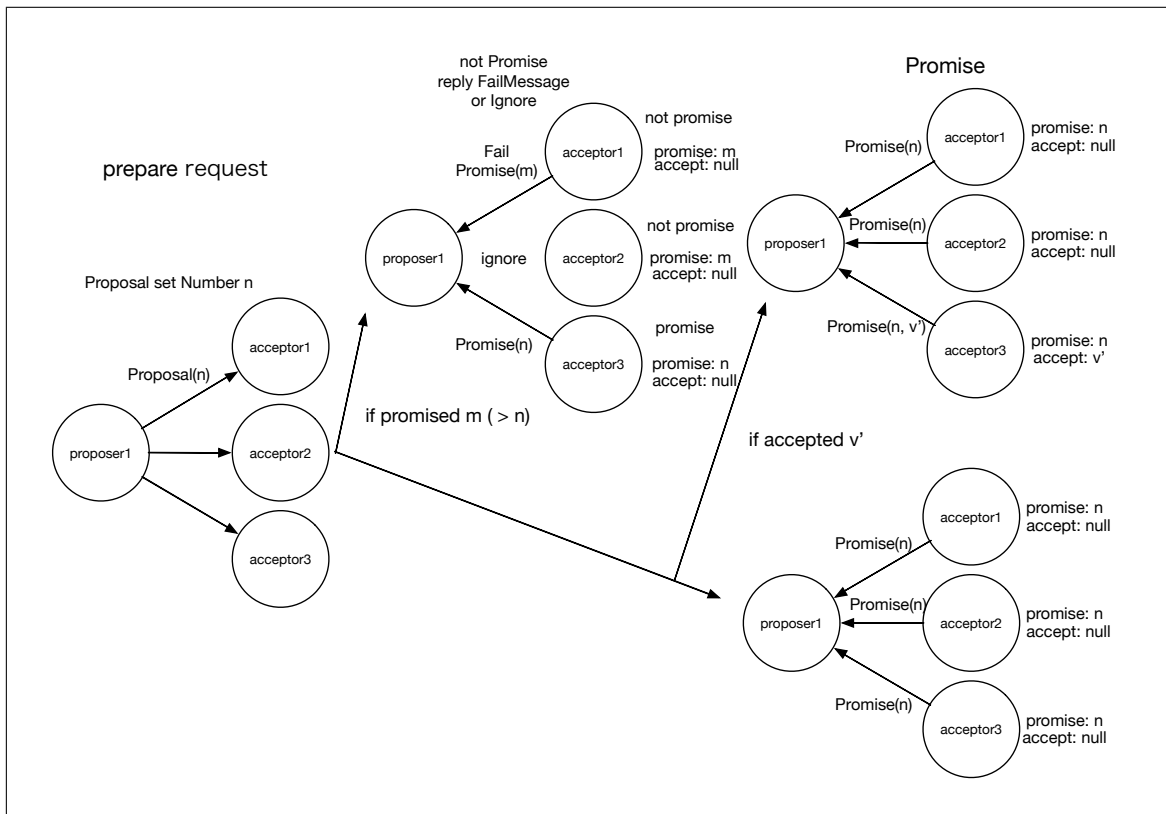 prepare request
Proposal set Number n
Proposal(n)
proposer1
acceptor1
acceptor2
acceptor3
not Promise
reply FailMessage
or Ignore
Fail
Promise(m)
proposer1
ignore
Promise(n)
acceptor1
not promise
promise: m
accept: null
acceptor2
not promise
promise: m
accept: null
acceptor3
promise
promise: n
accept: null
if promised m ( > n)
Promise
proposer1
Promise(n)
acceptor1
promise: n
accept: null
Promise(n)
acceptor2
promise: n
accept: null
Promise(n, v’)
acceptor3
promise: n
accept: v’
if accepted v’
proposer1
Promise(n)
acceptor1
promise: n
accept: null
Promise(n)
acceptor2
promise: n
accept: null
Promise(n)
acceptor3
promise: n
accept: null